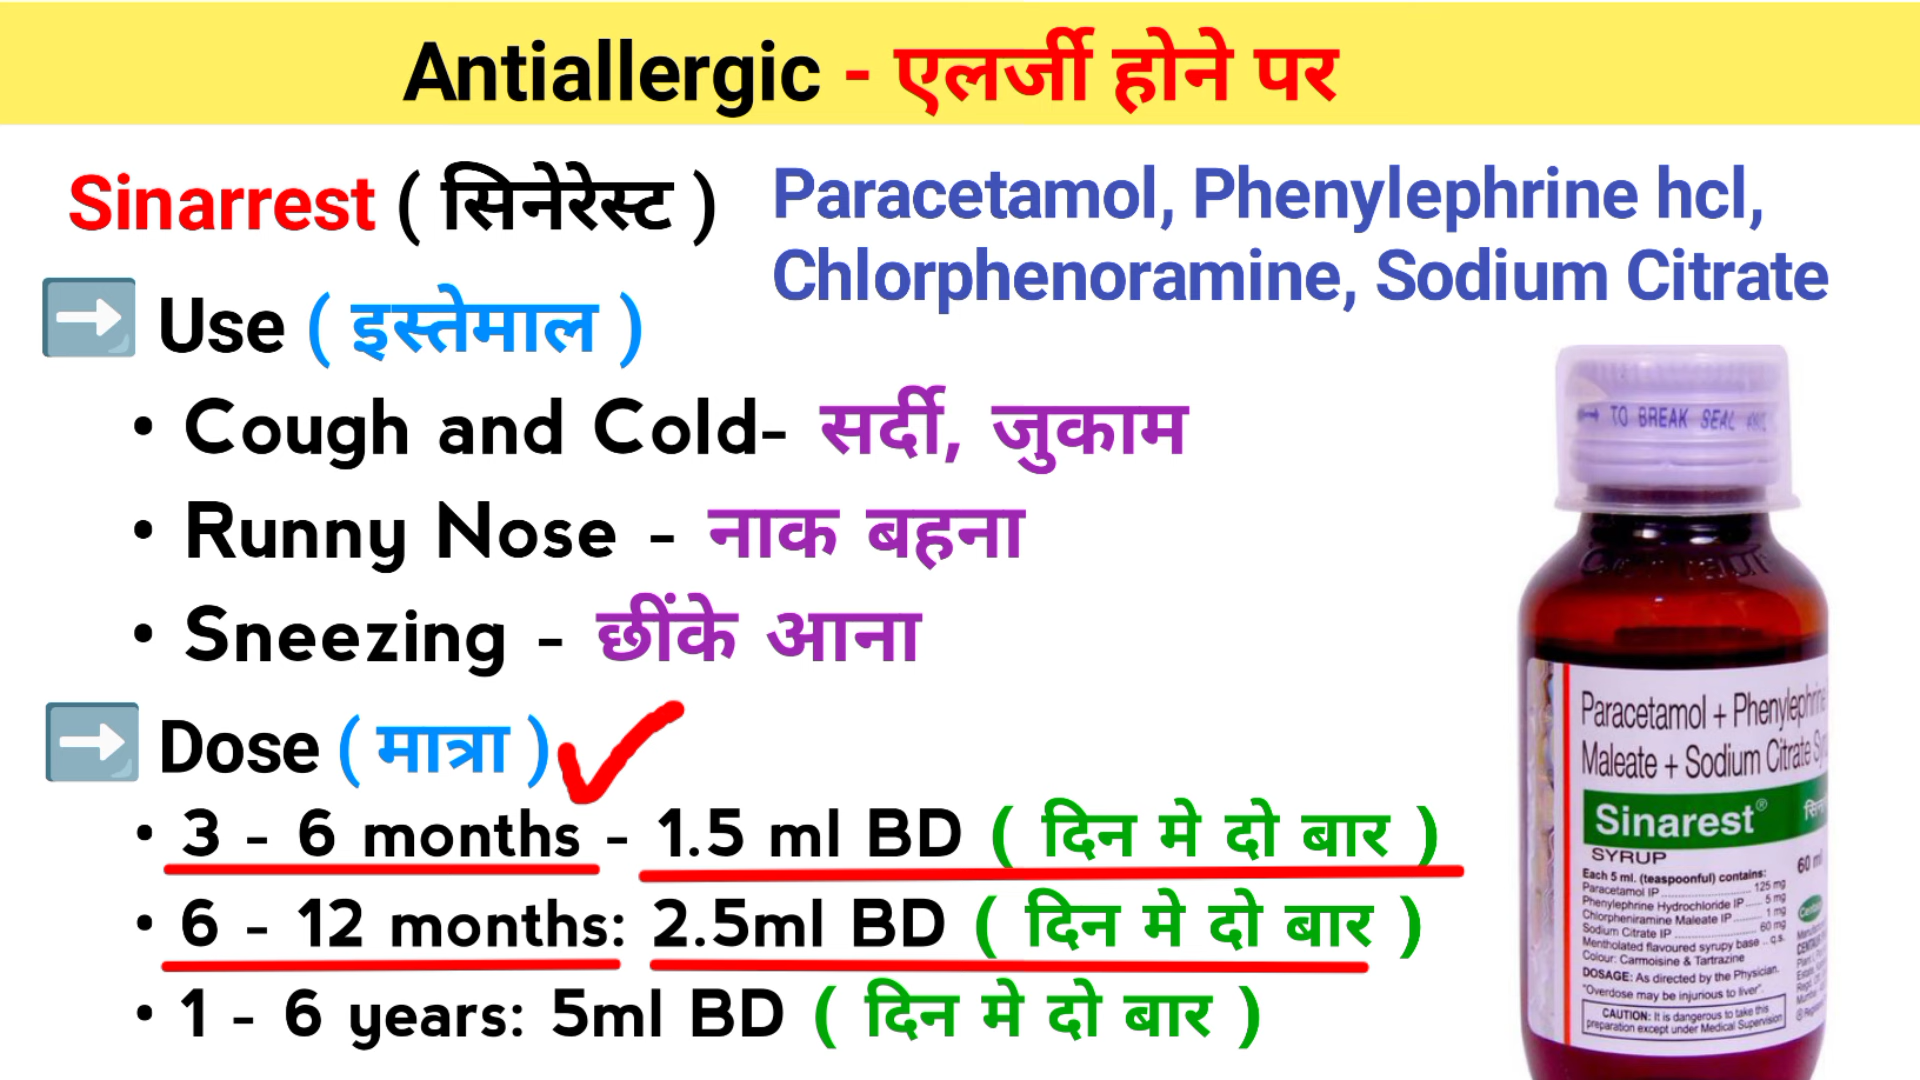 Antiallergic - एलर्जी होने पर
Sinarrest ( सिनेरेस्ट )
Paracetamol, Phenylephrine hcl,
Chlorphenoramine, Sodium Citrate
Use ( इस्तेमाल )
• Cough and Cold- सर्दी, जुकाम
• Runny Nose - नाक बहना
• Sneezing - छींके आना
Dose ( मात्रा )
• 3 - 6 months - 1.5 ml BD ( दिन मे दो बार )
• 6 - 12 months: 2.5ml BD ( दिन मे दो बार )
• 1 - 6 years: 5ml BD ( दिन मे दो बार )
TO BREAK SEAL
Paracetamol + Phenylephrine
Maleate + Sodium Citrate
Sinarest®
SYRUP
60 ml
Each 5 ml. (teaspoonful) contains:
Paracetamol IP ........ 125 mg
Phenylephrine Hydrochloride IP ..... 5 mg
Chlorpheniramine Maleate IP ..... 1 mg
Sodium Citrate IP ........ 60 mg
Mentholated flavoured syrupy base .. q.s.
Colour: Carmoisine & Tartrazine
DOSAGE: As directed by the Physician.
"Overdose may be injurious to liver".
CAUTION: It is dangerous to take this
preparation except under Medical Supervision